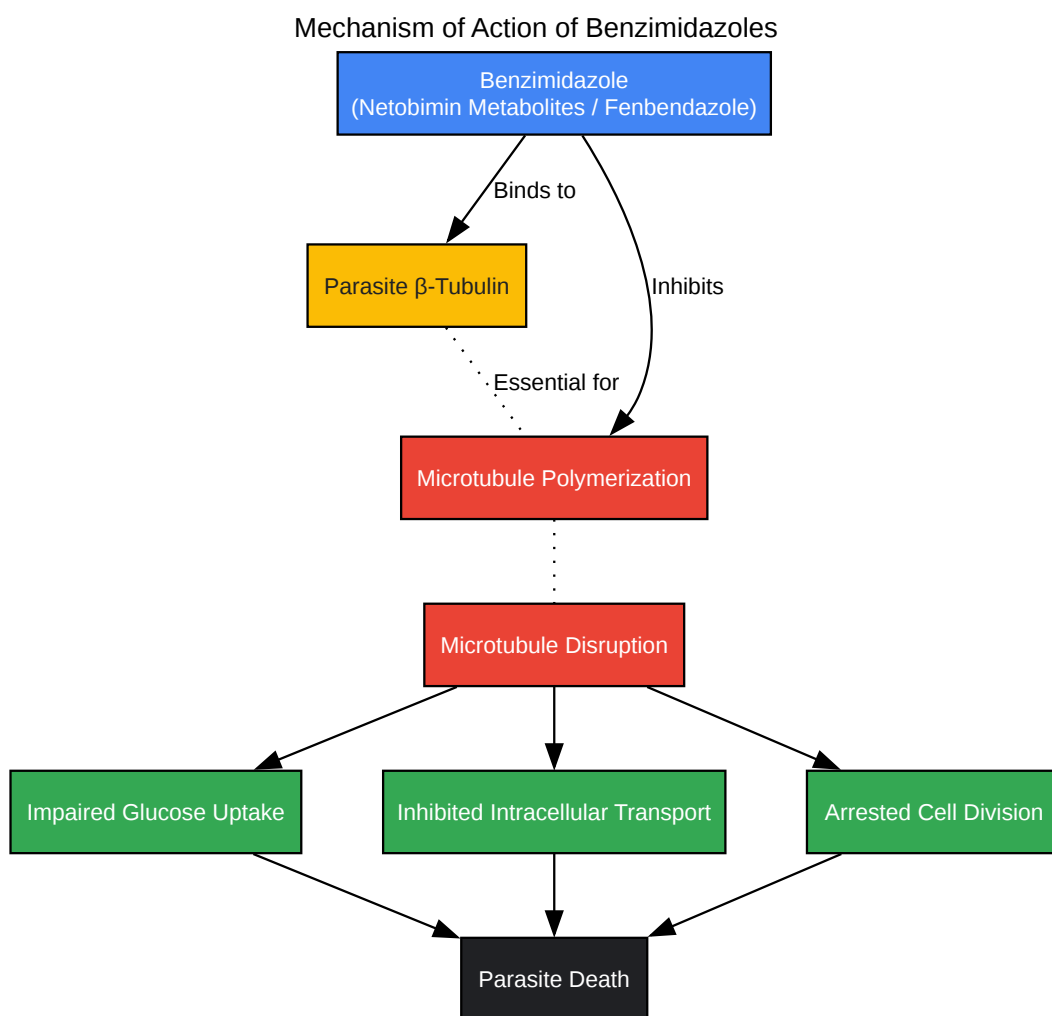 Mechanism of Action of Benzimidazoles
Benzimidazole
(Netobimin Metabolites / Fenbendazole)
Binds to
Parasite β-Tubulin
Inhibits
Essential for
Microtubule Polymerization
Microtubule Disruption
Impaired Glucose Uptake
Inhibited Intracellular Transport
Arrested Cell Division
Parasite Death